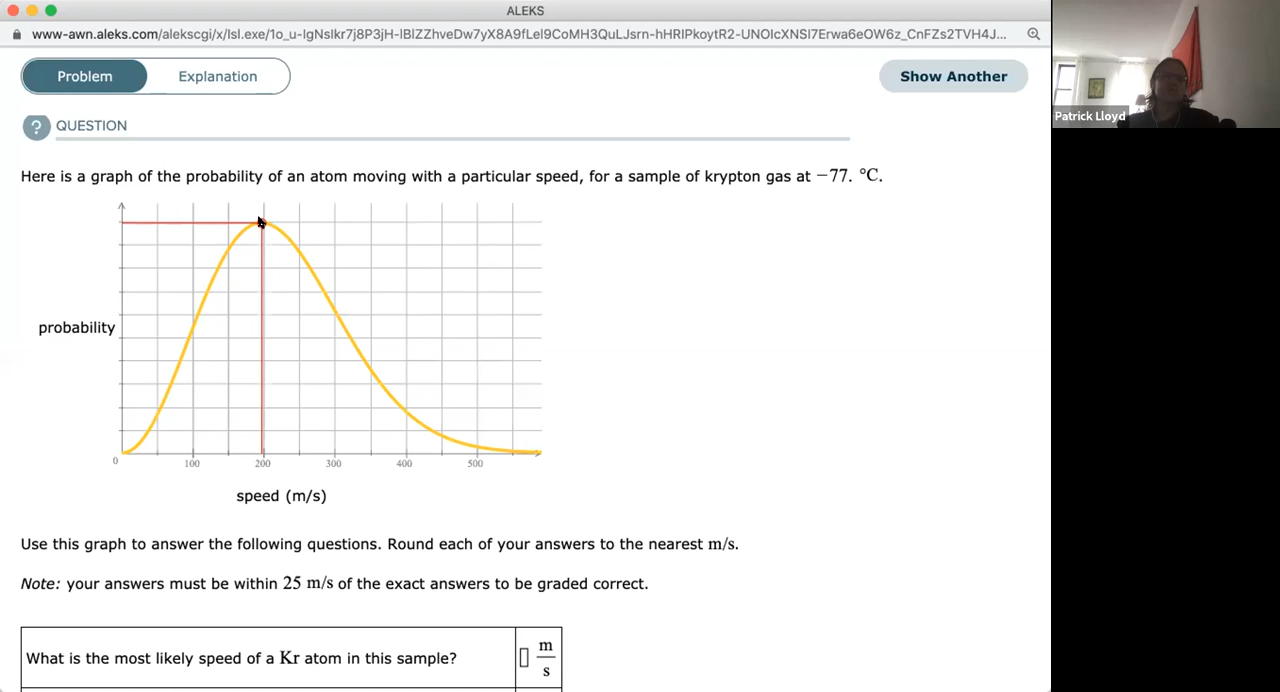 ALEKS
www-awn.aleks.com/alekscgi/x/Isl.exe/1o_u-IgNslkr7j8P3jH-lBlZZhveDw7yX8A9fLel9CoMH3QuLJsrn-hHRIPkoytR2-UNOIcXNSI7Erwa6eOW6z_CnFZs2TVH4J...
Problem
Explanation
Show Another
Patrick Lloyd
? QUESTION
Here is a graph of the probability of an atom moving with a particular speed, for a sample of krypton gas at −77. °C.
probability
0 100 200 300 400 500
speed (m/s)
Use this graph to answer the following questions. Round each of your answers to the nearest m/s.
Note: your answers must be within 25 m/s of the exact answers to be graded correct.
What is the most likely speed of a Kr atom in this sample?
m
s